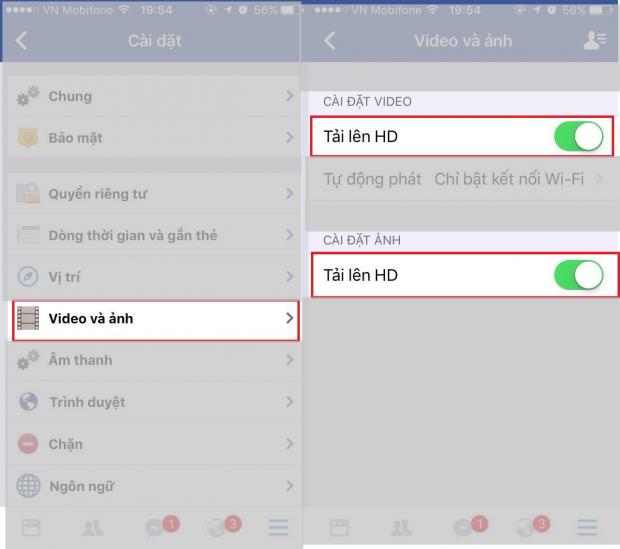 VN Mobifone 19:54 56%
Cài đặt
Chung
Bảo mật
Quyền riêng tư
Dòng thời gian và gắn thẻ
Vị trí
Video và ảnh
Âm thanh
Trình duyệt
Chặn
Ngôn ngữ
1
3
VN Mobifone 19:54 56%
Video và ảnh
CÀI ĐẶT VIDEO
Tải lên HD
Tự động phát Chỉ bật kết nối Wi-Fi
CÀI ĐẶT ẢNH
Tải lên HD
1
3